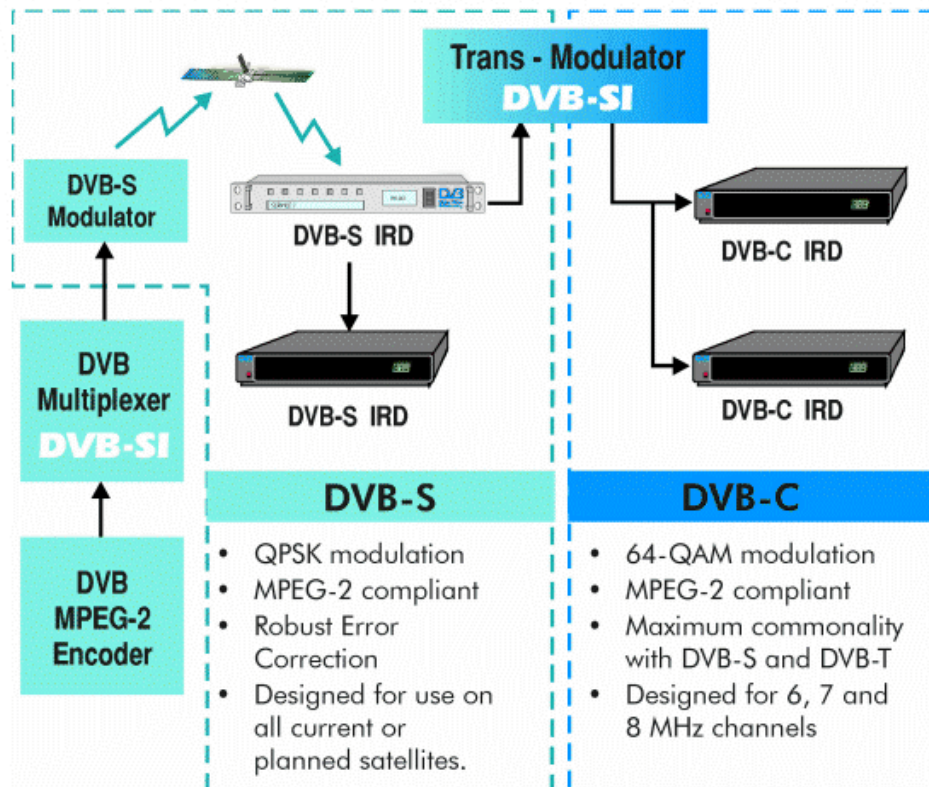 Trans - Modulator
DVB-SI
DVB-S
Modulator
DVB
DVB-S IRD
DVB-C IRD
DVB
Multiplexer
DVB-SI
DVB-S IRD
DVB-C IRD
DVB
MPEG-2
Encoder
DVB-S
• QPSK modulation
• MPEG-2 compliant
• Robust Error
Correction
• Designed for use on
all current or
planned satellites.
DVB-C
• 64-QAM modulation
• MPEG-2 compliant
• Maximum commonality
with DVB-S and DVB-T
• Designed for 6, 7 and
8 MHz channels